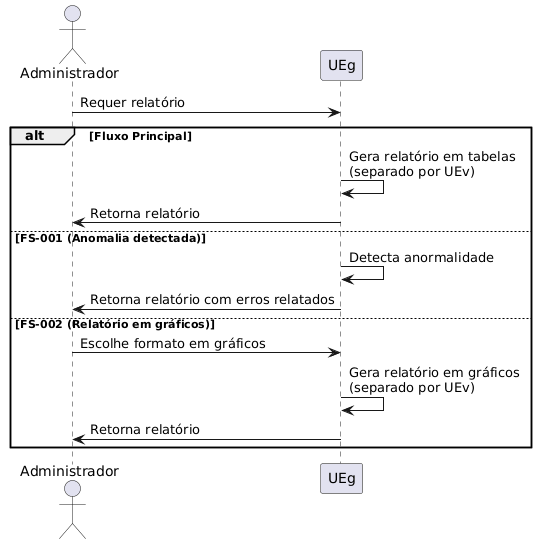 Administrador
UEg
Requer relatório
alt
[Fluxo Principal]
Gera relatório em tabelas
(separado por UEv)
Retorna relatório
[FS-001 (Anomalia detectada)]
Detecta anormalidade
Retorna relatório com erros relatados
[FS-002 (Relatório em gráficos)]
Escolhe formato em gráficos
Gera relatório em gráficos
(separado por UEv)
Retorna relatório
Administrador
UEg